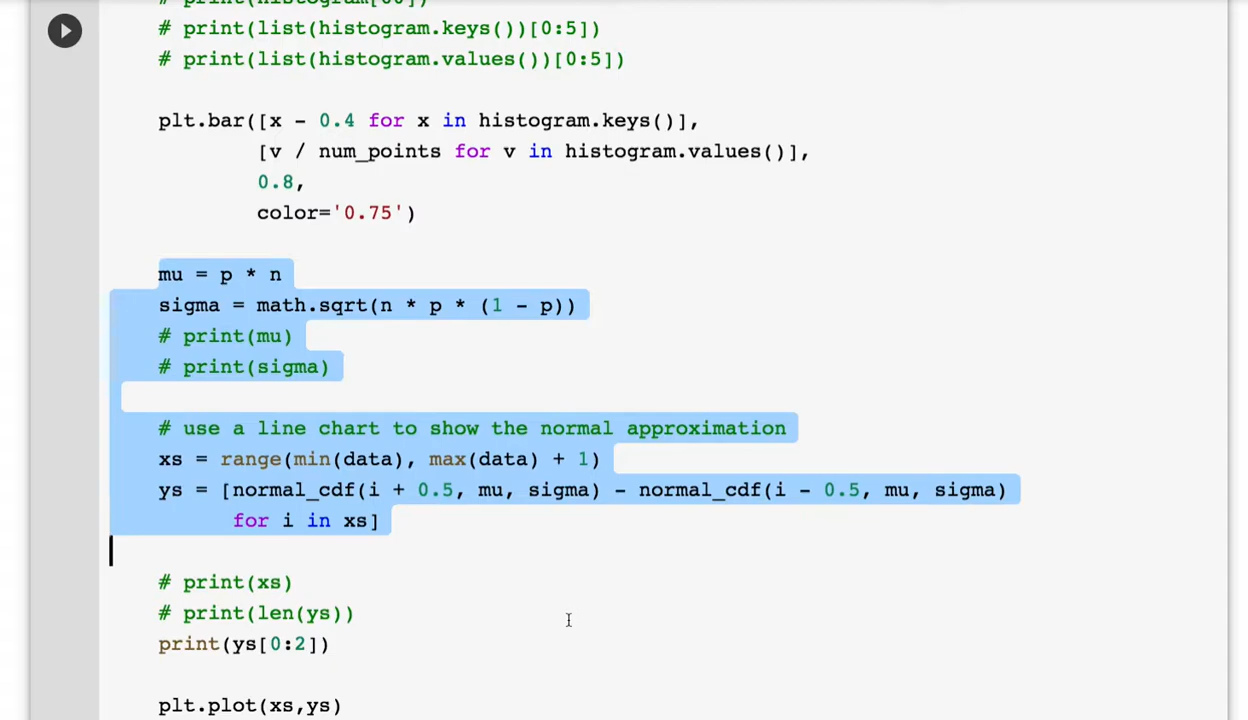 # print(histogram[60])
# print(list(histogram.keys())[0:5])
# print(list(histogram.values())[0:5])
plt.bar([x - 0.4 for x in histogram.keys()],
[v / num_points for v in histogram.values()],
0.8,
color='0.75')
mu = p * n
sigma = math.sqrt(n * p * (1 - p))
# print(mu)
# print(sigma)
# use a line chart to show the normal approximation
xs = range(min(data), max(data) + 1)
ys = [normal_cdf(i + 0.5, mu, sigma) - normal_cdf(i - 0.5, mu, sigma)
for i in xs]
# print(xs)
# print(len(ys))
print(ys[0:2])
plt.plot(xs,ys)